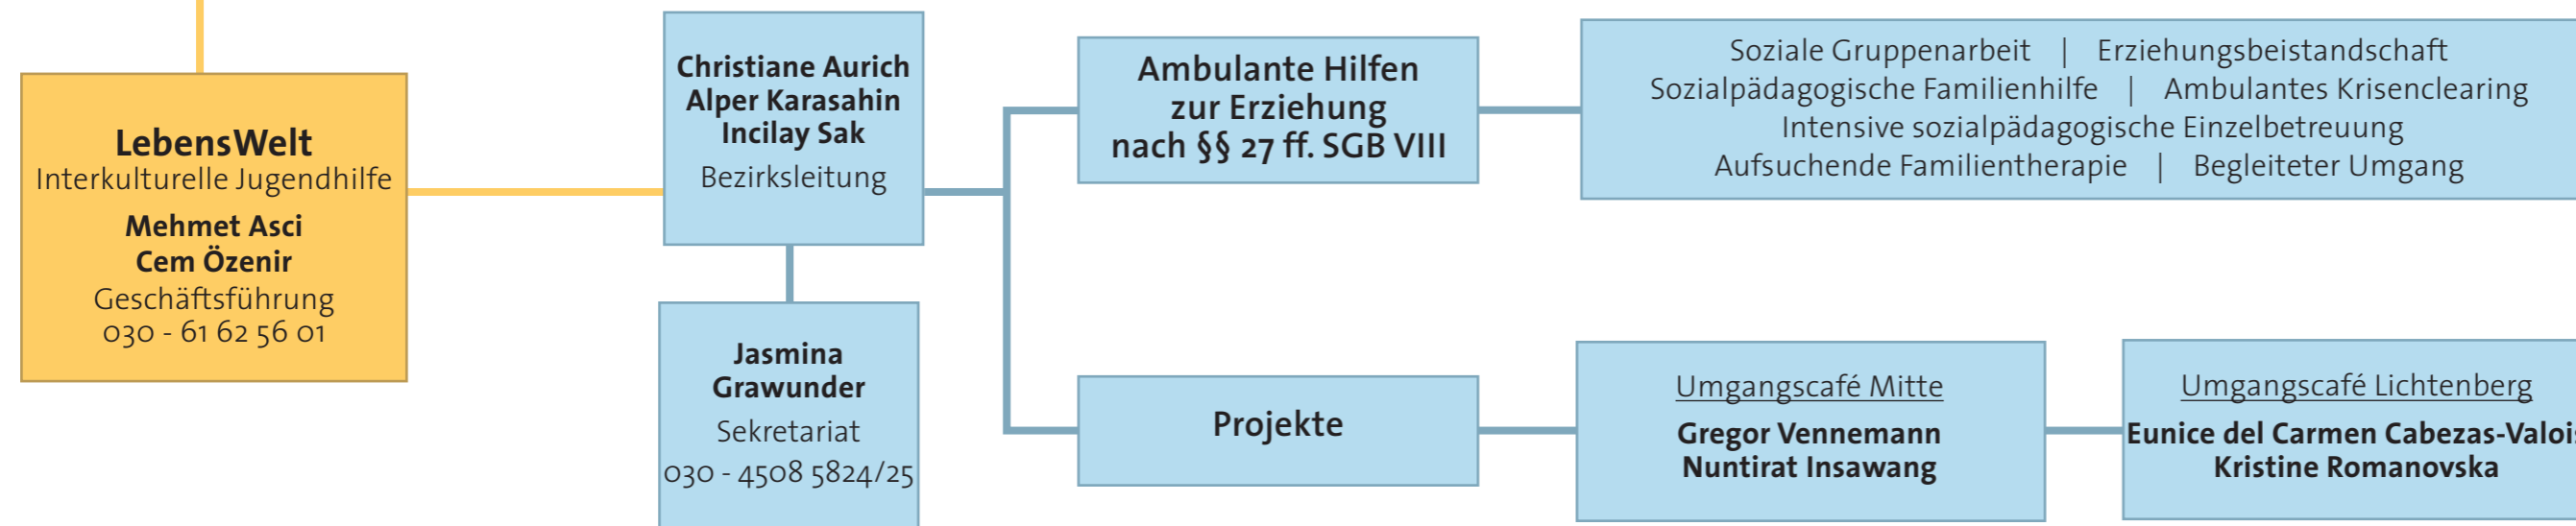 LebensWelt
Interkulturelle Jugendhilfe
Mehmet Asci
Cem Özenir
Geschäftsführung
030 - 61 62 56 01
Christiane Aurich
Alper Karasahin
Incilay Sak
Bezirksleitung
Jasmina
Grawunder
Sekretariat
030 - 4508 5824/25
Ambulante Hilfen
zur Erziehung
nach §§ 27 ff. SGB VIII
Soziale Gruppenarbeit | Erziehungsbeistandschaft
Sozialpädagogische Familienhilfe | Ambulantes Krisenclearing
Intensive sozialpädagogische Einzelbetreuung
Aufsuchende Familientherapie | Begleiteter Umgang
Projekte
Umgangscafé Mitte
Gregor Vennemann
Nuntirat Insawang
Umgangscafé Lichtenberg
Eunice del Carmen Cabezas-Valois
Kristine Romanovska